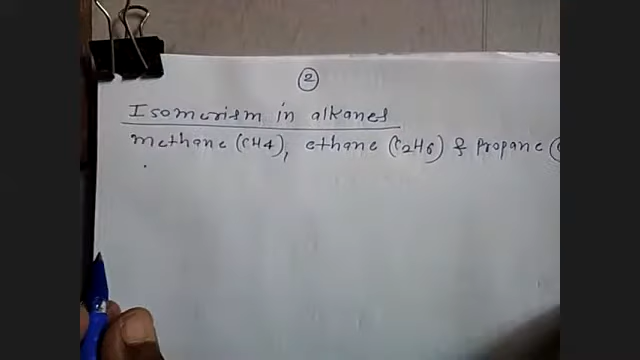 2
Isomerism in alkanes
methane (CH4), ethane (C2H6) & propane (